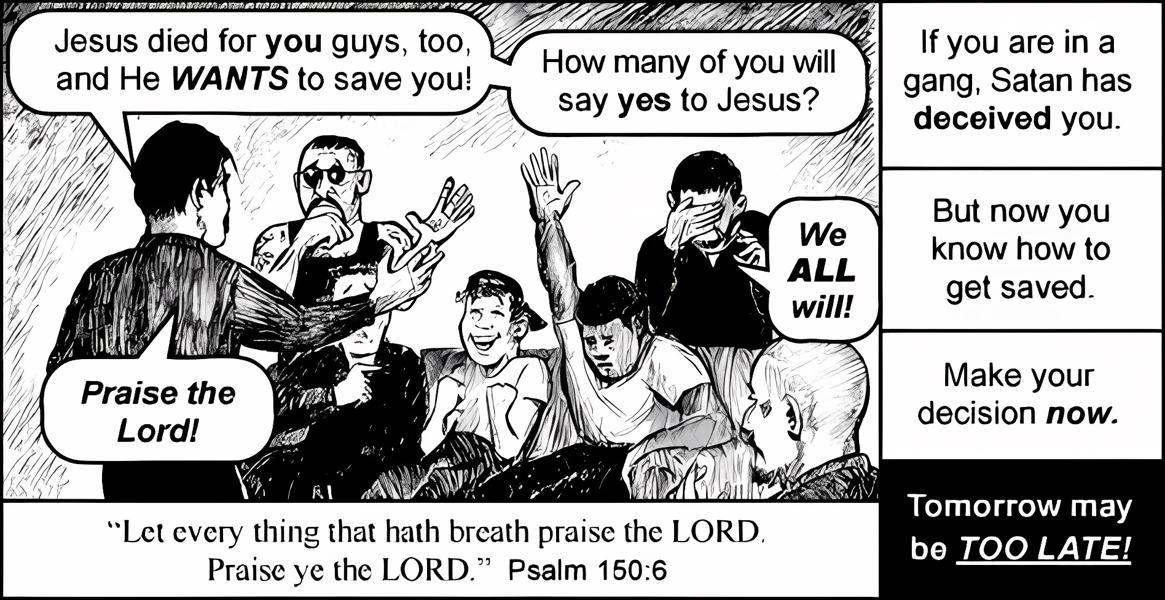 Jesus died for you guys, too,
and He WANTS to save you!
How many of you will
say yes to Jesus?
We
ALL
will!
Praise the
Lord!
“Let every thing that hath breath praise the LORD.
Praise ye the LORD.” Psalm 150:6
If you are in a
gang, Satan has
deceived you.
But now you
know how to
get saved.
Make your
decision now.
Tomorrow may
be TOO LATE!